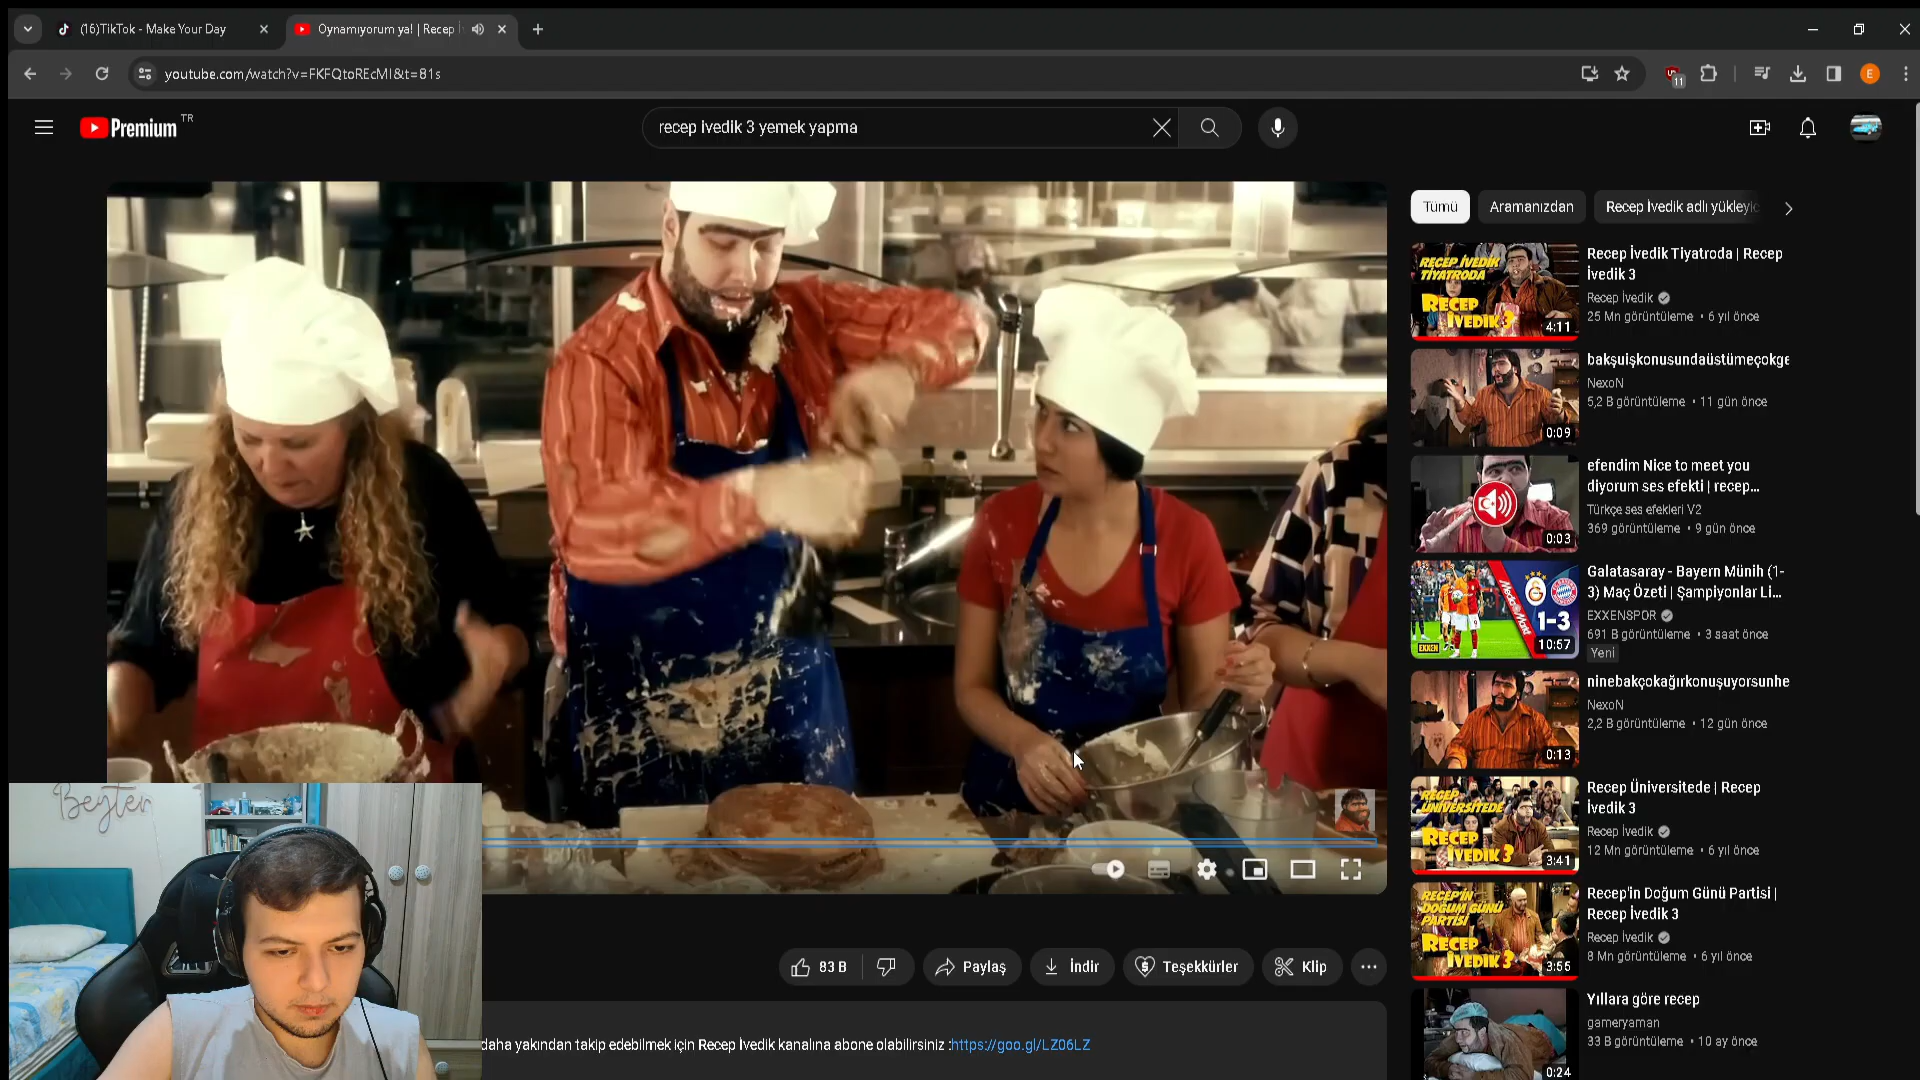 (16)TikTok - Make Your Day
Oynamıyorum ya! | Recep
youtube.com/watch?v=FKFQtoREcMI&t=81s
11
E
Premium TR
recep ivedik 3 yemek yapma
Tümü
Aramanızdan
Recep İvedik adlı yükleyic
RECEP İVEDİK
TİYATRODA
RECEP
İVEDİK 3
4:11
Recep İvedik Tiyatroda | Recep
İvedik 3
Recep İvedik
25 Mn görüntüleme • 6 yıl önce
0:09
bakşuişkonusundaüstümeçokge
NexoN
5,2 B görüntüleme • 11 gün önce
0:03
efendim Nice to meet you
diyorum ses efekti | recep...
Türkçe ses efekleri V2
369 görüntüleme • 9 gün önce
1-3
EXXEN
10:57
Galatasaray - Bayern Münih (1-
3) Maç Özeti | Şampiyonlar Li...
EXXENSPOR
691 B görüntüleme • 3 saat önce
Yeni
0:13
ninebakçokağırkonuşuyorsunhe
NexoN
2,2 B görüntüleme • 12 gün önce
RECEP
ÜNİVERSİTEDE
RECEP
İVEDİK 3
3:41
Recep Üniversitede | Recep
İvedik 3
Recep İvedik
12 Mn görüntüleme • 6 yıl önce
RECEP'İN
DOĞUM GÜNÜ
PARTİSİ
RECEP
İVEDİK 3
3:55
Recep'in Doğum Günü Partisi |
Recep İvedik 3
Recep İvedik
8 Mn görüntüleme • 6 yıl önce
0:24
Yıllara göre recep
gameryaman
33 B görüntüleme • 10 ay önce
Beyter
83 B
Paylaş
İndir
Teşekkürler
Klip
daha yakından takip edebilmek için Recep İvedik kanalına abone olabilirsiniz :https://goo.gl/LZ06LZ